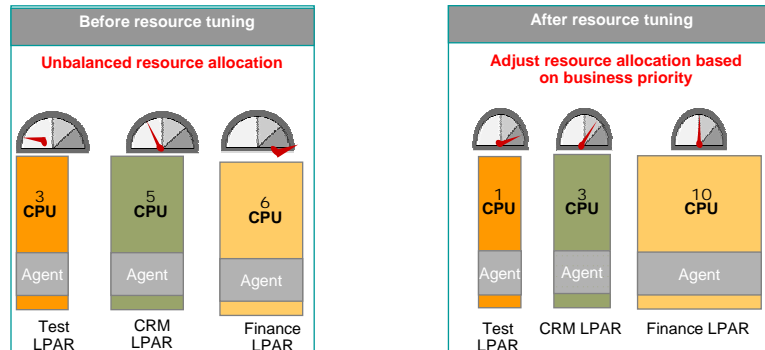 Before resource tuning
Unbalanced resource allocation
3
CPU
5
CPU
6
CPU
Agent
Agent
Agent
Test
LPAR
CRM
LPAR
Finance
LPAR
After resource tuning
Adjust resource allocation based
on business priority
1
CPU
3
CPU
10
CPU
Agent
Agent
Agent
Test
LPAR
CRM LPAR
Finance LPAR